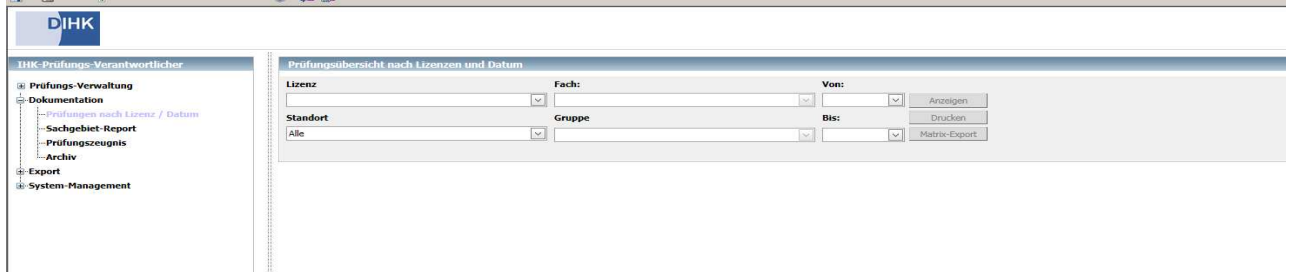 DIHK
IHK-Prüfungs-Verantwortlicher
Prüfungs-Verwaltung
Dokumentation
Prüfungen nach Lizenz / Datum
Sachgebiet-Report
Prüfungszeugnis
Archiv
Export
System-Management
Prüfungsübersicht nach Lizenzen und Datum
Lizenz Fach: Von:
Anzeigen
Standort Gruppe Bis: Drucken
Alle Matrix-Export